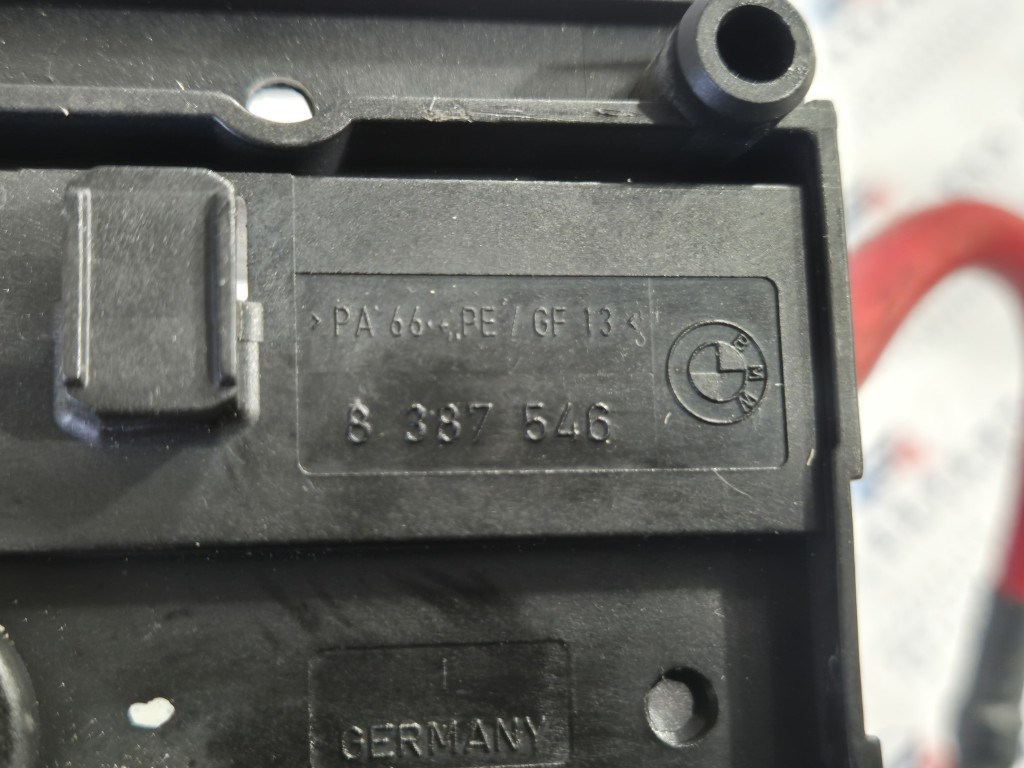 >PA 66 + PE / GF 13<
8 387 546
BMW
GERMANY